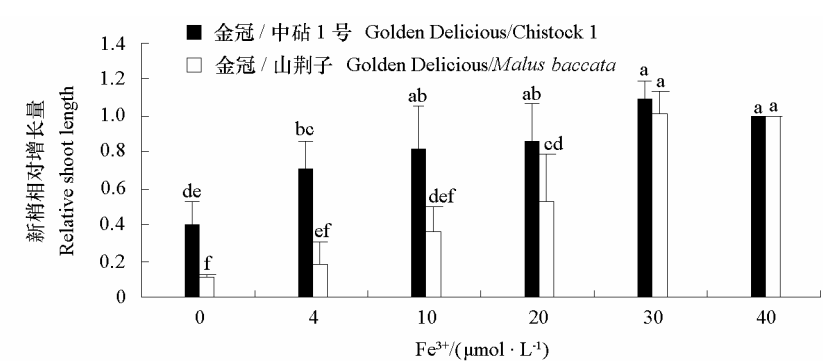 金冠 / 中砧 1 号 Golden Delicious/Chistock 1
金冠 / 山荆子 Golden Delicious/Malus baccata
新梢相对增长量
Relative shoot length
1.4
1.2
1.0
0.8
0.6
0.4
0.2
0
de
f
bc
ef
ab
def
ab
cd
a
a
a
a
0
4
10
20
30
40
Fe³⁺/(μmol · L⁻¹)